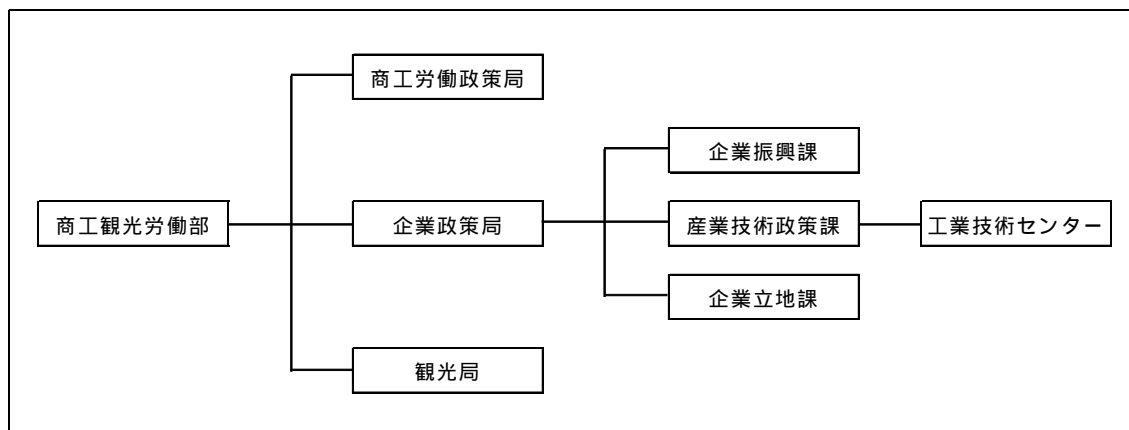 商工労働政策局
企業振興課
商工観光労働部
企業政策局
産業技術政策課
工業技術センター
企業立地課
観光局